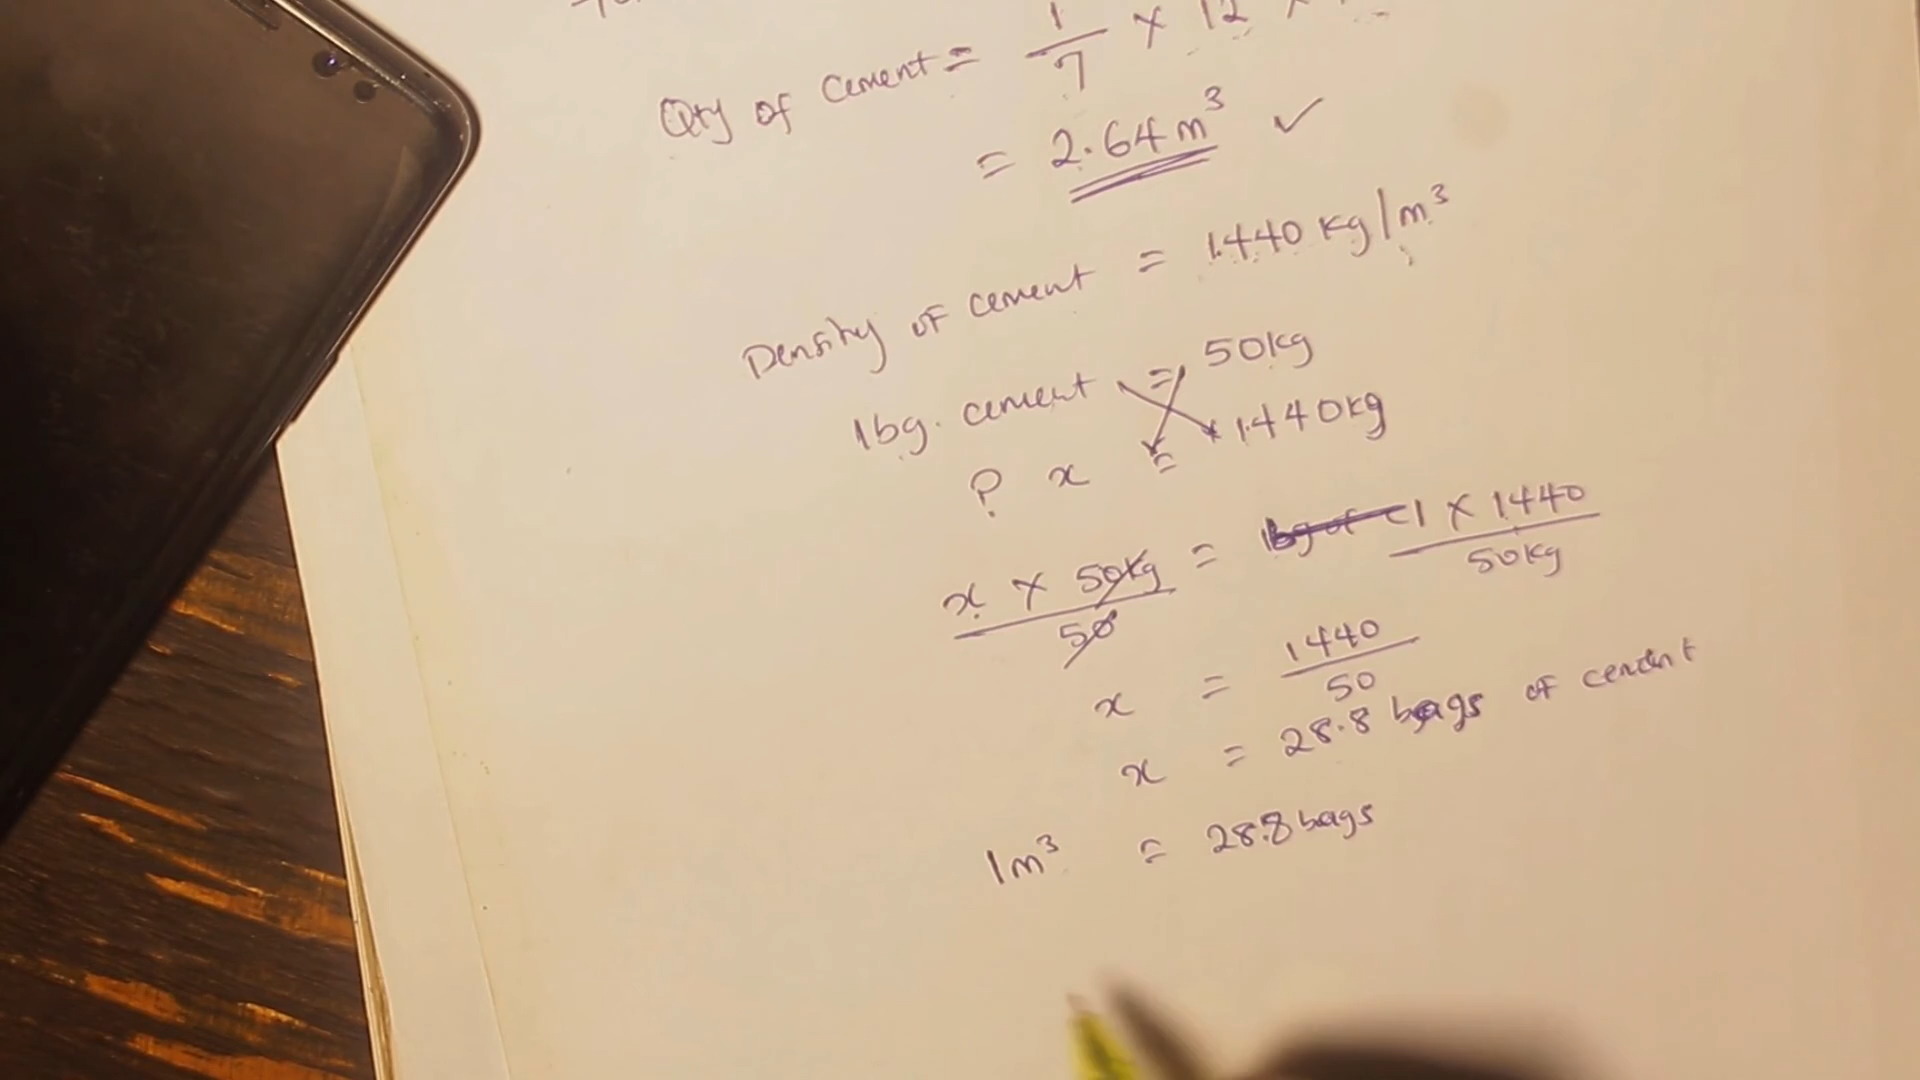 Qty of cement = 1/7 × 12 ×
= 2.64 m³ ✓
Density of cement = 1440 kg/m³
1bg. cement = 50kg
? x = 1440kg
x × 50kg / 50 = 1 × 1440 / 50kg
x = 1440 / 50
x = 28.8 bags of cement
1m³ = 28.8 bags